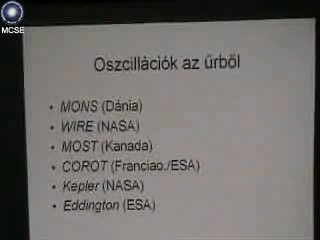 MCSE
Oszcillációk az űrből
• MONS (Dánia)
• WIRE (NASA)
• MOST (Kanada)
• COROT (Franciao./ESA)
• Kepler (NASA)
• Eddington (ESA)